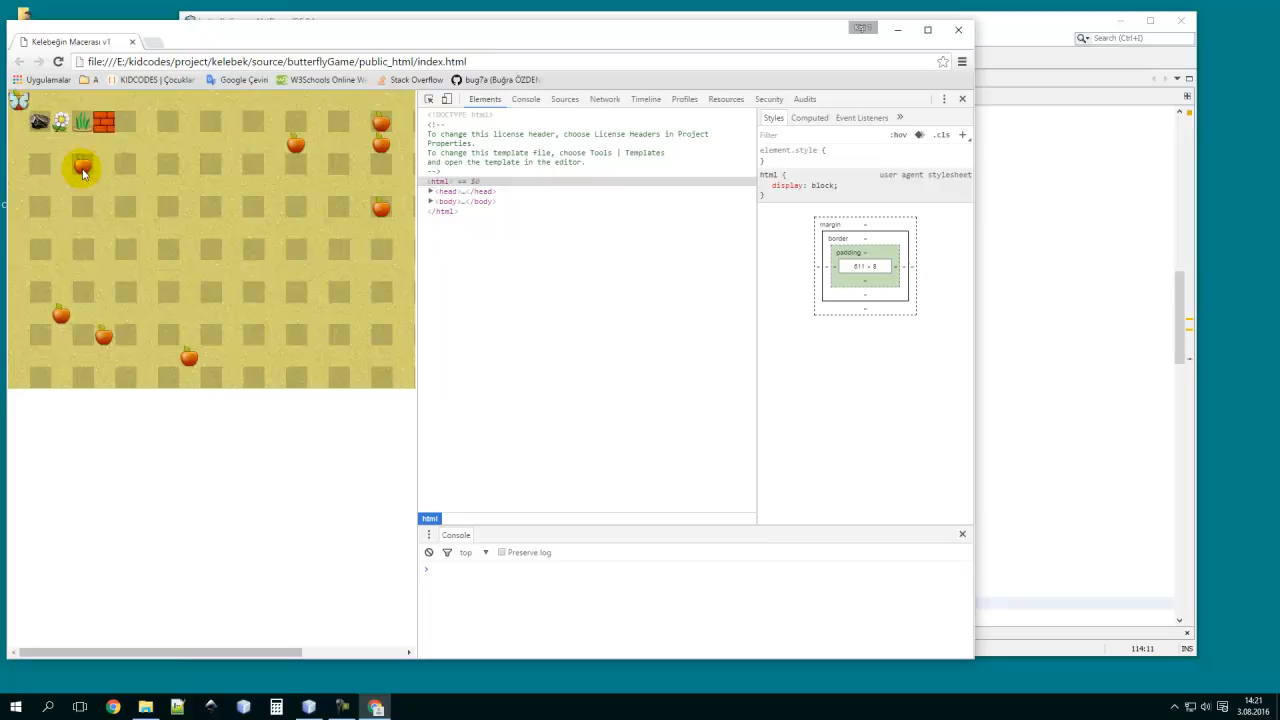 Kelebeğin Macerası v1
Search (Ctrl+I)
file:///E:/kidcodes/project/kelebek/source/butterflyGame/public_html/index.html
Uygulamalar
A
KIDCODES | Çocuklar
Google Çeviri
W3Schools Online We
Stack Overflow
bug7a (Buğra ÖZDEN
Elements Console Sources Network Timeline Profiles Resources Security Audits
<!DOCTYPE html>
<!--
To change this license header, choose License Headers in Project
Properties.
To change this template file, choose Tools | Templates
and open the template in the editor.
-->
<html> == $0
<head>…</head>
<body>…</body>
</html>
Styles Computed Event Listeners »
Filter :hov .cls +
element.style {
}
html { user agent stylesheet
display: block;
}
margin -
border -
padding -
611 × 8
html
Console
top Preserve log
>
114:11 INS
14:21
3.08.2016